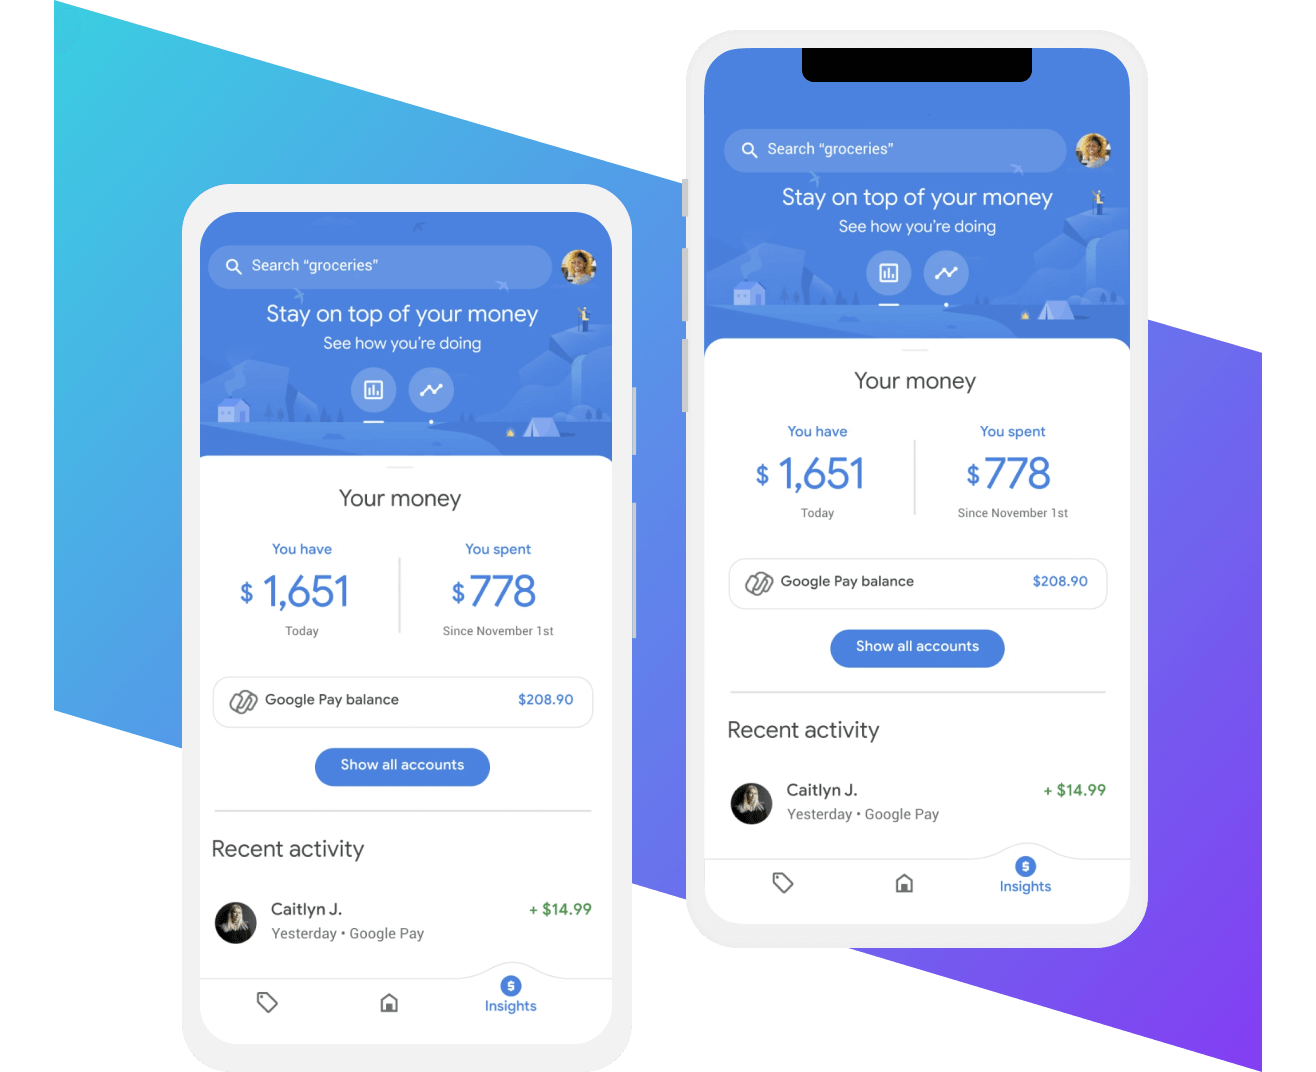 Search “groceries”
Stay on top of your money
See how you're doing
Your money
You have
You spent
$ 1,651
$ 778
Today
Since November 1st
Google Pay balance
$208.90
Show all accounts
Recent activity
Caitlyn J.
+ $14.99
Yesterday • Google Pay
$
Insights
Search “groceries”
Stay on top of your money
See how you're doing
Your money
You have
You spent
$ 1,651
$ 778
Today
Since November 1st
Google Pay balance
$208.90
Show all accounts
Recent activity
Caitlyn J.
+ $14.99
Yesterday • Google Pay
$
Insights